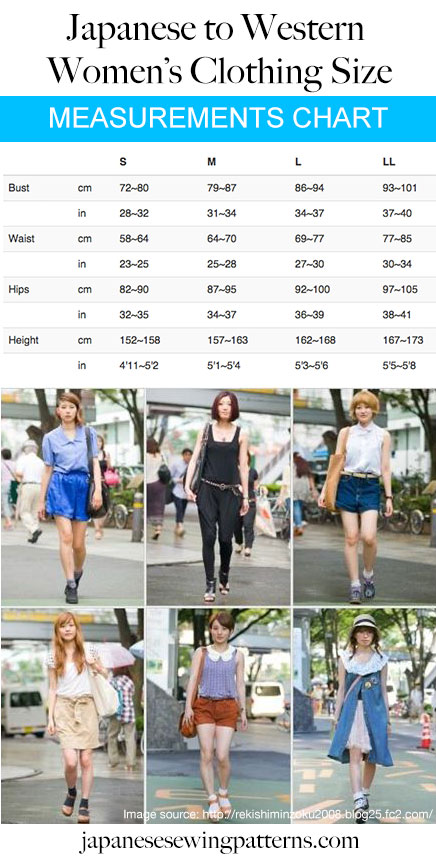 Japanese to Western
Women's Clothing Size
MEASUREMENTS CHART
S M L LL
Bust cm 72~80 79~87 86~94 93~101
in 28~32 31~34 34~37 37~40
Waist cm 58~64 64~70 69~77 77~85
in 23~25 25~28 27~30 30~34
Hips cm 82~90 87~95 92~100 97~105
in 32~35 34~37 36~39 38~41
Height cm 152~158 157~163 162~168 167~173
in 4'11~5'2 5'1~5'4 5'3~5'6 5'5~5'8
Image source: http://rekishiminzoku2008.blog25.fc2.com/
japanesesewingpatterns.com